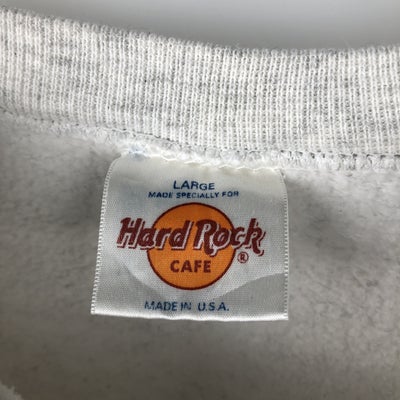 LARGE
MADE SPECIALLY FOR
Hard Rock
®
CAFE
MADE IN U.S.A.